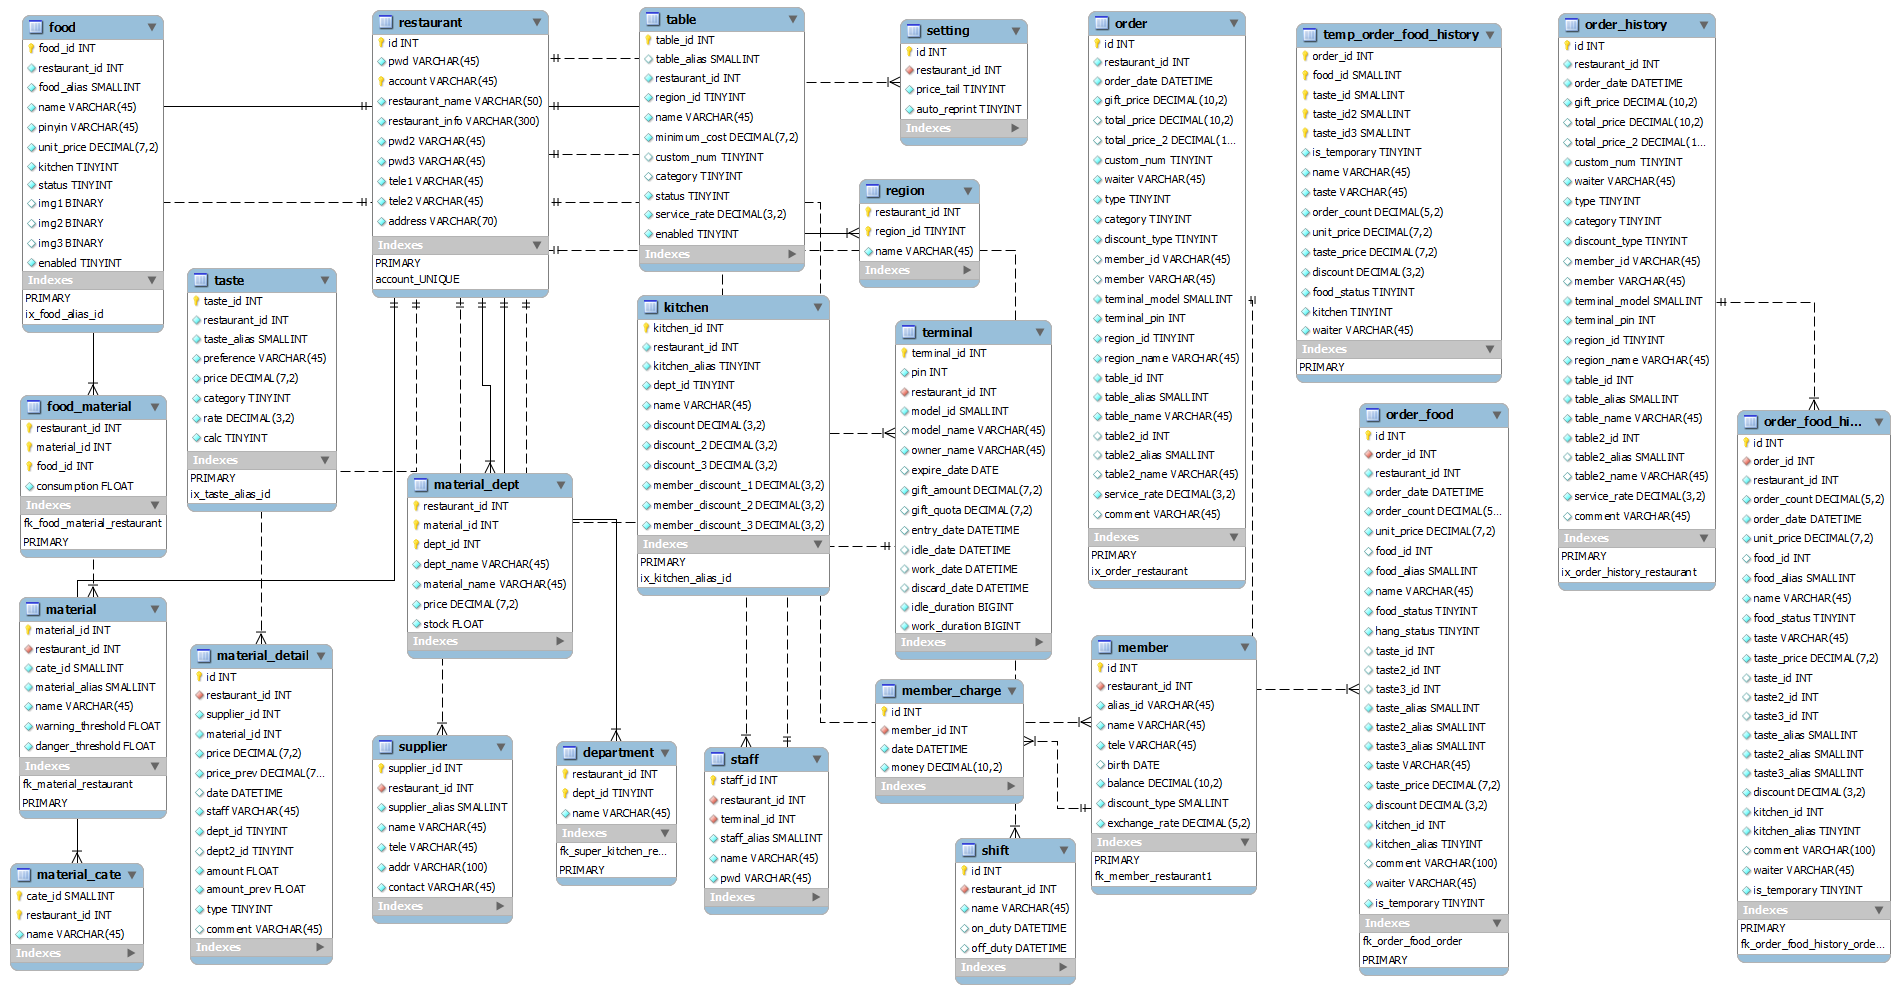 food
food_id INT
restaurant_id INT
food_alias SMALLINT
name VARCHAR(45)
pinyin VARCHAR(45)
unit_price DECIMAL(7,2)
kitchen TINYINT
status TINYINT
img1 BINARY
img2 BINARY
img3 BINARY
enabled TINYINT
Indexes
PRIMARY
ix_food_alias_id
restaurant
id INT
pwd VARCHAR(45)
account VARCHAR(45)
restaurant_name VARCHAR(50)
restaurant_info VARCHAR(300)
pwd2 VARCHAR(45)
pwd3 VARCHAR(45)
tele1 VARCHAR(45)
tele2 VARCHAR(45)
address VARCHAR(70)
Indexes
PRIMARY
account_UNIQUE
table
table_id INT
table_alias SMALLINT
restaurant_id INT
region_id TINYINT
name VARCHAR(45)
minimum_cost DECIMAL(7,2)
custom_num TINYINT
category TINYINT
status TINYINT
service_rate DECIMAL(3,2)
enabled TINYINT
Indexes
setting
id INT
restaurant_id INT
price_tail TINYINT
auto_reprint TINYINT
Indexes
region
restaurant_id INT
region_id TINYINT
name VARCHAR(45)
Indexes
order
id INT
restaurant_id INT
order_date DATETIME
gift_price DECIMAL(10,2)
total_price DECIMAL(10,2)
total_price_2 DECIMAL(1...
custom_num TINYINT
waiter VARCHAR(45)
type TINYINT
category TINYINT
discount_type TINYINT
member_id VARCHAR(45)
member VARCHAR(45)
terminal_model SMALLINT
terminal_pin INT
region_id TINYINT
region_name VARCHAR(45)
table_id INT
table_alias SMALLINT
table_name VARCHAR(45)
table2_id INT
table2_alias SMALLINT
table2_name VARCHAR(45)
service_rate DECIMAL(3,2)
comment VARCHAR(45)
Indexes
PRIMARY
ix_order_restaurant
temp_order_food_history
order_id INT
food_id SMALLINT
taste_id SMALLINT
taste_id2 SMALLINT
taste_id3 SMALLINT
is_temporary TINYINT
name VARCHAR(45)
taste VARCHAR(45)
order_count DECIMAL(5,2)
unit_price DECIMAL(7,2)
taste_price DECIMAL(7,2)
discount DECIMAL(3,2)
food_status TINYINT
kitchen TINYINT
waiter VARCHAR(45)
Indexes
PRIMARY
order_history
id INT
restaurant_id INT
order_date DATETIME
gift_price DECIMAL(10,2)
total_price DECIMAL(10,2)
total_price_2 DECIMAL(1...
custom_num TINYINT
waiter VARCHAR(45)
type TINYINT
category TINYINT
discount_type TINYINT
member_id VARCHAR(45)
member VARCHAR(45)
terminal_model SMALLINT
terminal_pin INT
region_id TINYINT
region_name VARCHAR(45)
table_id INT
table_alias SMALLINT
table_name VARCHAR(45)
table2_id INT
table2_alias SMALLINT
table2_name VARCHAR(45)
service_rate DECIMAL(3,2)
comment VARCHAR(45)
Indexes
PRIMARY
ix_order_history_restaurant
taste
taste_id INT
restaurant_id INT
taste_alias SMALLINT
preference VARCHAR(45)
price DECIMAL(7,2)
category TINYINT
rate DECIMAL(3,2)
calc TINYINT
Indexes
PRIMARY
ix_taste_alias_id
kitchen
kitchen_id INT
restaurant_id INT
kitchen_alias TINYINT
dept_id TINYINT
name VARCHAR(45)
discount DECIMAL(3,2)
discount_2 DECIMAL(3,2)
discount_3 DECIMAL(3,2)
member_discount_1 DECIMAL(3,2)
member_discount_2 DECIMAL(3,2)
member_discount_3 DECIMAL(3,2)
Indexes
PRIMARY
ix_kitchen_alias_id
terminal
terminal_id INT
pin INT
restaurant_id INT
model_id SMALLINT
model_name VARCHAR(45)
owner_name VARCHAR(45)
expire_date DATE
gift_amount DECIMAL(7,2)
gift_quota DECIMAL(7,2)
entry_date DATETIME
idle_date DATETIME
work_date DATETIME
discard_date DATETIME
idle_duration BIGINT
work_duration BIGINT
Indexes
food_material
restaurant_id INT
material_id INT
food_id INT
consumption FLOAT
Indexes
fk_food_material_restaurant
PRIMARY
material_dept
restaurant_id INT
material_id INT
dept_id INT
dept_name VARCHAR(45)
material_name VARCHAR(45)
price DECIMAL(7,2)
stock FLOAT
Indexes
order_food
id INT
order_id INT
restaurant_id INT
order_date DATETIME
order_count DECIMAL(5...
unit_price DECIMAL(7,2)
food_id INT
food_alias SMALLINT
name VARCHAR(45)
food_status TINYINT
hang_status TINYINT
taste_id INT
taste2_id INT
taste3_id INT
taste_alias SMALLINT
taste2_alias SMALLINT
taste3_alias SMALLINT
taste VARCHAR(45)
taste_price DECIMAL(7,2)
discount DECIMAL(3,2)
kitchen_id INT
kitchen_alias TINYINT
comment VARCHAR(100)
waiter VARCHAR(45)
is_temporary TINYINT
Indexes
fk_order_food_order
PRIMARY
order_food_hi...
id INT
order_id INT
restaurant_id INT
order_count DECIMAL(5,2)
order_date DATETIME
unit_price DECIMAL(7,2)
food_id INT
food_alias SMALLINT
name VARCHAR(45)
food_status TINYINT
taste VARCHAR(45)
taste_price DECIMAL(7,2)
taste_id INT
taste2_id INT
taste3_id INT
taste_alias SMALLINT
taste2_alias SMALLINT
taste3_alias SMALLINT
discount DECIMAL(3,2)
kitchen_id INT
kitchen_alias TINYINT
comment VARCHAR(100)
waiter VARCHAR(45)
is_temporary TINYINT
Indexes
PRIMARY
fk_order_food_history_orde...
material
material_id INT
restaurant_id INT
cate_id SMALLINT
material_alias SMALLINT
name VARCHAR(45)
warning_threshold FLOAT
danger_threshold FLOAT
Indexes
fk_material_restaurant
PRIMARY
material_detail
id INT
restaurant_id INT
supplier_id INT
material_id INT
price DECIMAL(7,2)
price_prev DECIMAL(7...
date DATETIME
staff VARCHAR(45)
dept_id TINYINT
dept2_id TINYINT
amount FLOAT
amount_prev FLOAT
type TINYINT
comment VARCHAR(45)
Indexes
member
id INT
restaurant_id INT
alias_id VARCHAR(45)
name VARCHAR(45)
tele VARCHAR(45)
birth DATE
balance DECIMAL(10,2)
discount_type SMALLINT
exchange_rate DECIMAL(5,2)
Indexes
PRIMARY
fk_member_restaurant1
member_charge
id INT
member_id INT
date DATETIME
money DECIMAL(10,2)
Indexes
supplier
supplier_id INT
restaurant_id INT
supplier_alias SMALLINT
name VARCHAR(45)
tele VARCHAR(45)
addr VARCHAR(100)
contact VARCHAR(45)
Indexes
department
restaurant_id INT
dept_id TINYINT
name VARCHAR(45)
Indexes
fk_super_kitchen_re...
PRIMARY
staff
staff_id INT
restaurant_id INT
terminal_id INT
staff_alias SMALLINT
name VARCHAR(45)
pwd VARCHAR(45)
Indexes
shift
id INT
restaurant_id INT
name VARCHAR(45)
on_duty DATETIME
off_duty DATETIME
Indexes
material_cate
cate_id SMALLINT
restaurant_id INT
name VARCHAR(45)
Indexes